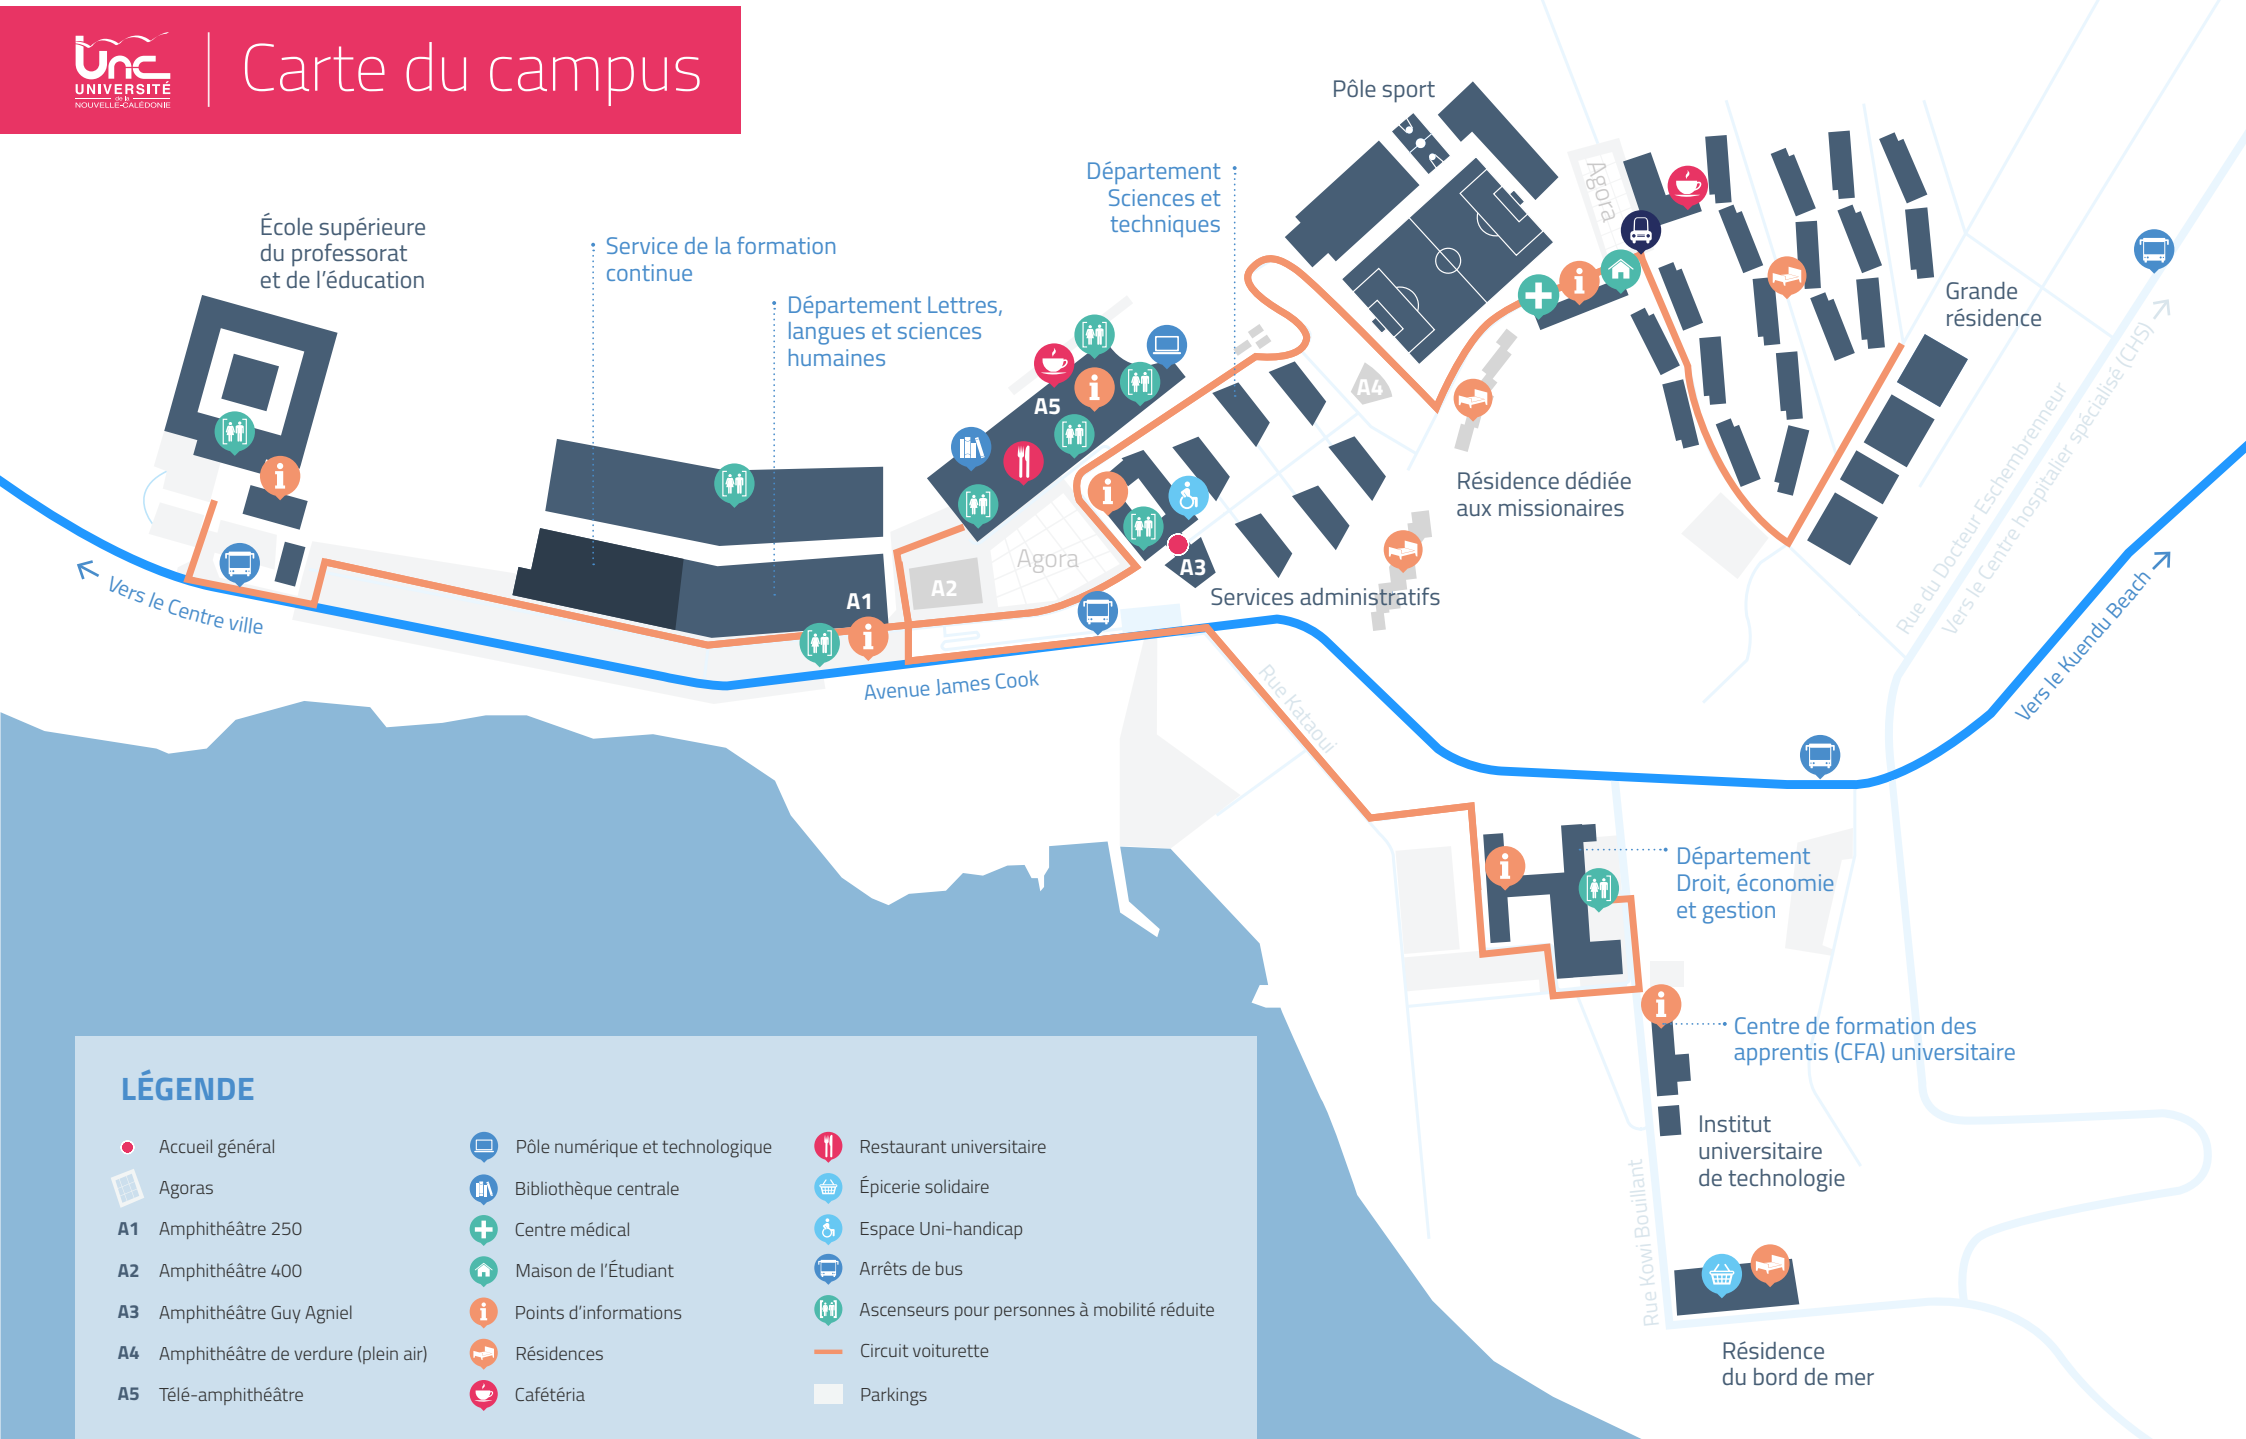 Unc
UNIVERSITÉ
de la
NOUVELLE-CALÉDONIE
Carte du campus
Pôle sport
Département
Sciences et
techniques
Agora
École supérieure
du professorat
et de l'éducation
Service de la formation
continue
Département Lettres,
langues et sciences
humaines
Grande
résidence
A5
A4
Résidence dédiée
aux missionaires
Agora
A3
A2
A1
Services administratifs
Vers le Centre ville
Avenue James Cook
Rue Kataoui
Rue du Docteur Eschembrenneur
Vers le Centre hospitalier spécialisé (CHS)
Vers le Kuendu Beach
Département
Droit, économie
et gestion
Centre de formation des
apprentis (CFA) universitaire
Institut
universitaire
de technologie
Rue Kowi Bouillant
Résidence
du bord de mer
LÉGENDE
Accueil général
Agoras
A1 Amphithéâtre 250
A2 Amphithéâtre 400
A3 Amphithéâtre Guy Agniel
A4 Amphithéâtre de verdure (plein air)
A5 Télé-amphithéâtre
Pôle numérique et technologique
Bibliothèque centrale
Centre médical
Maison de l'Étudiant
Points d'informations
Résidences
Cafétéria
Restaurant universitaire
Épicerie solidaire
Espace Uni-handicap
Arrêts de bus
Ascenseurs pour personnes à mobilité réduite
Circuit voiturette
Parkings